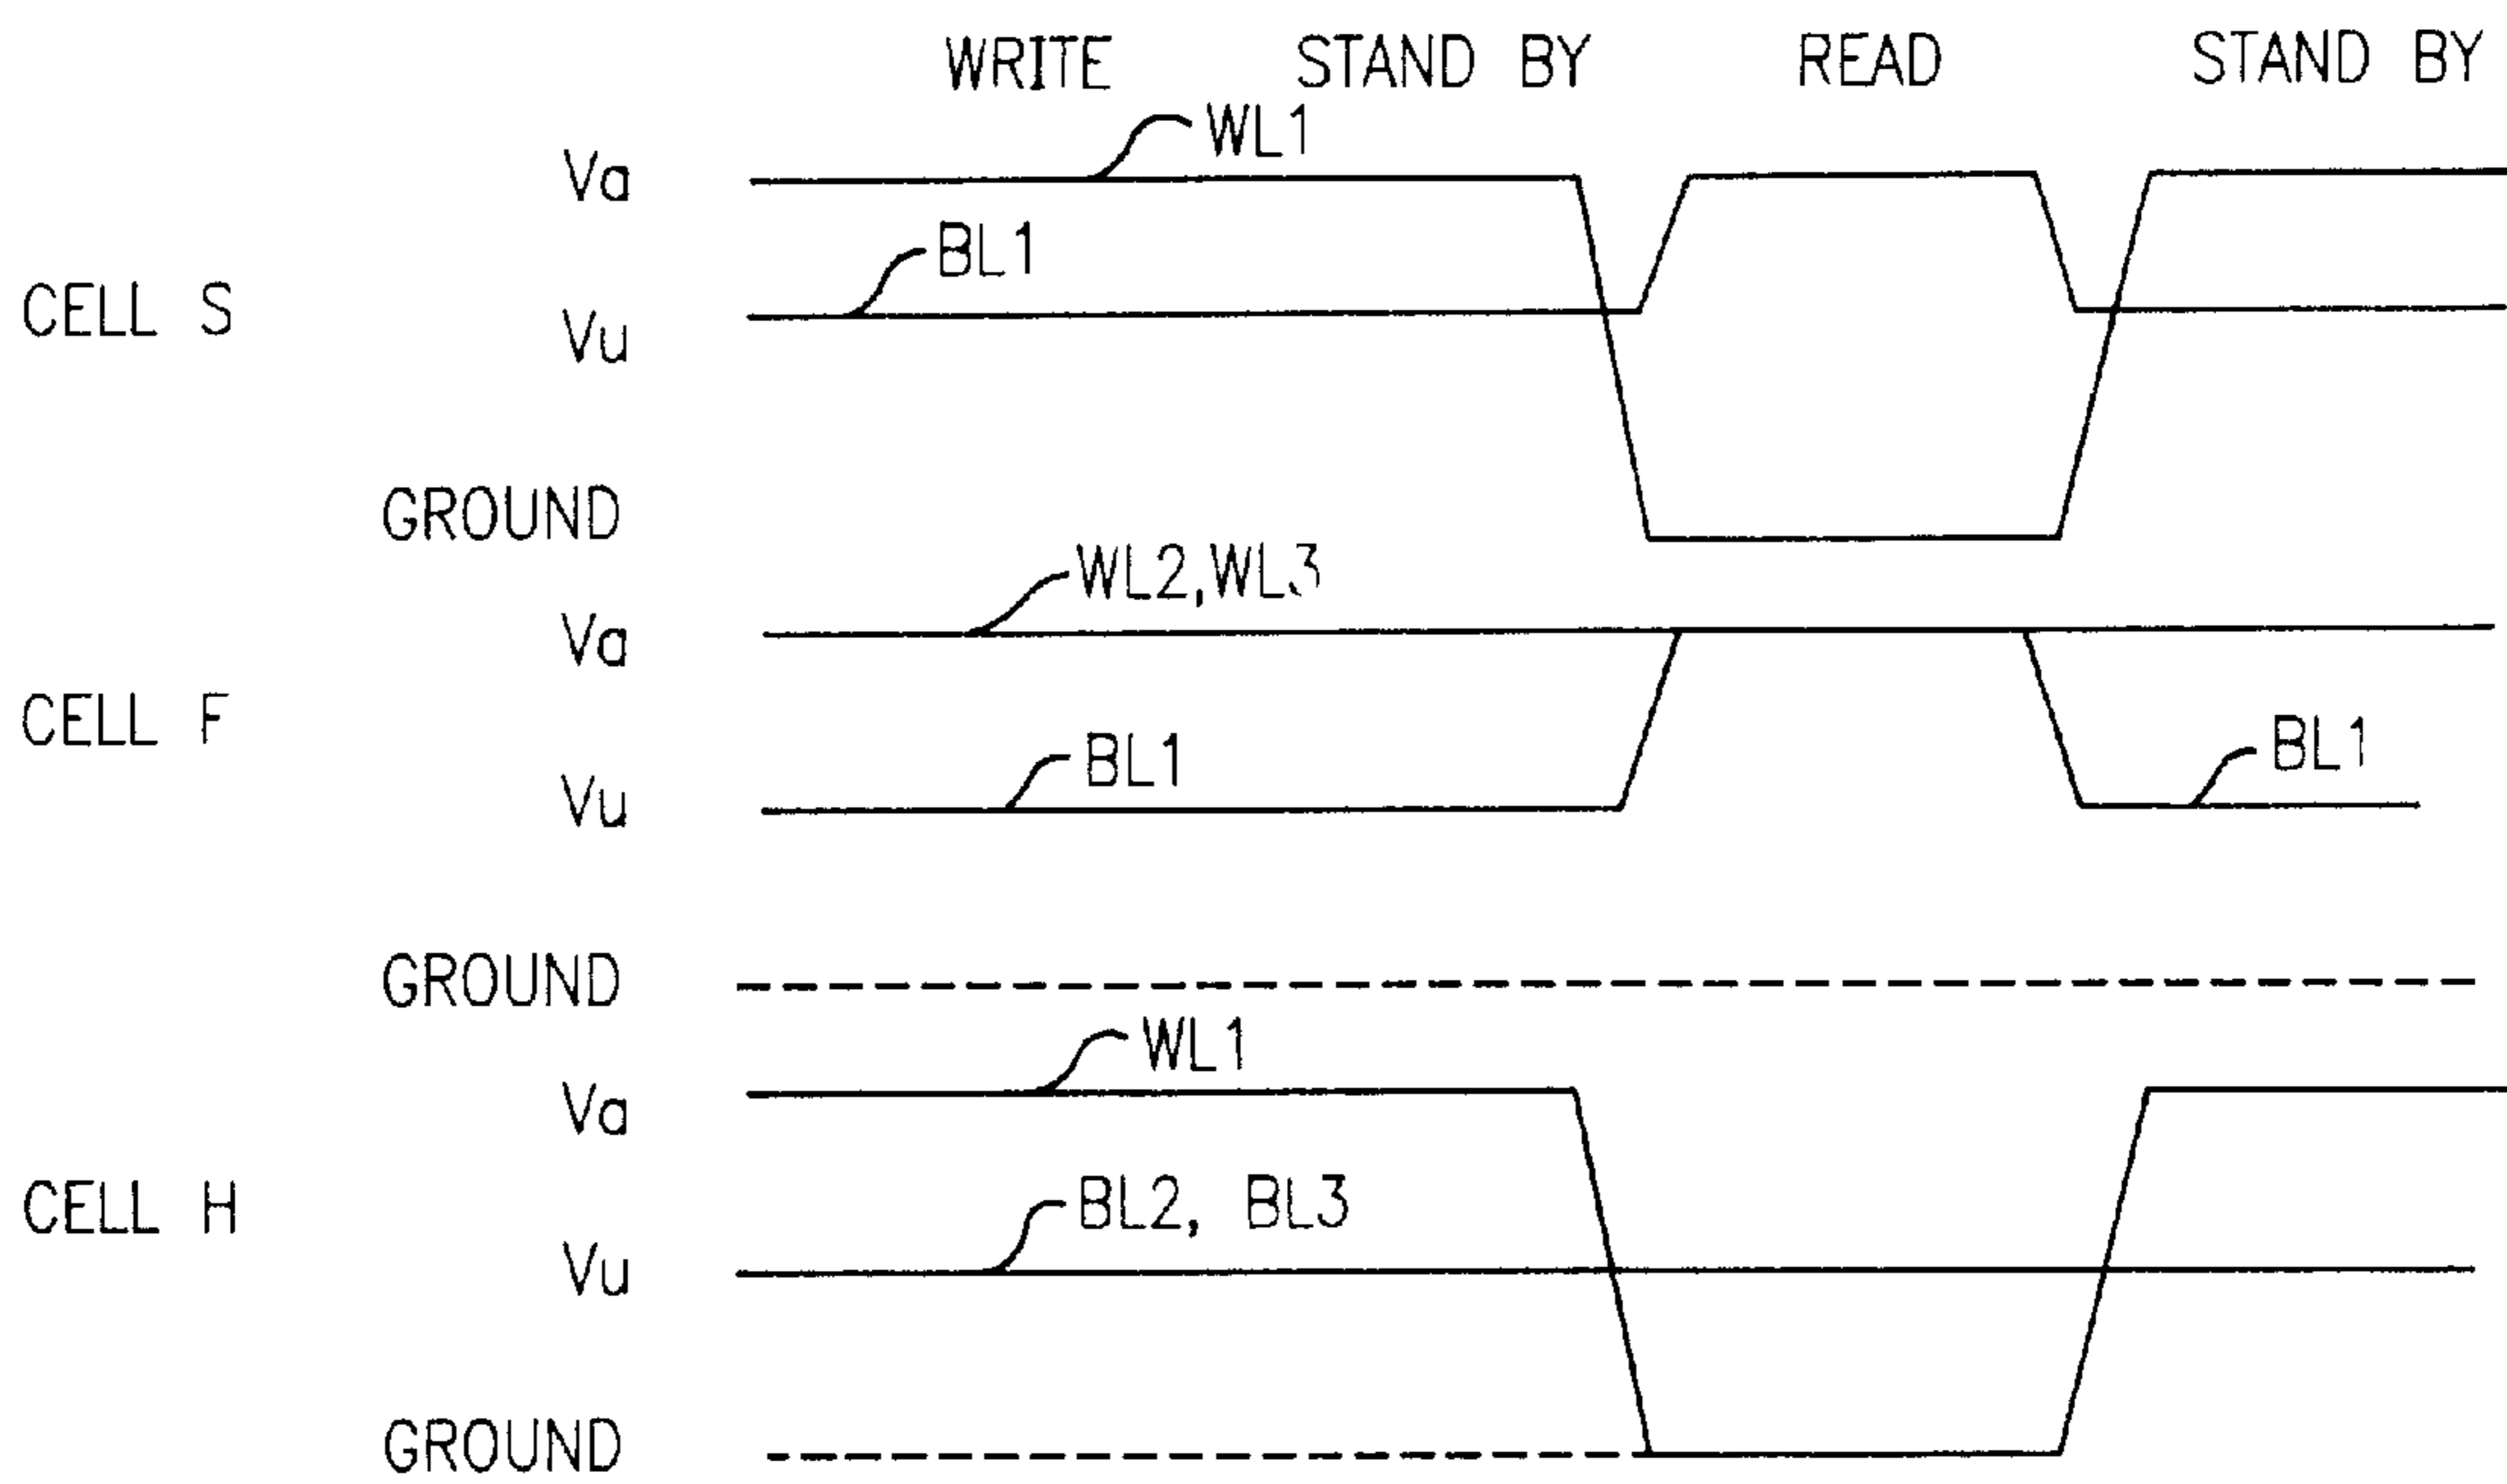 WRITE STAND BY READ STAND BY
WL1
Va
BL1
CELL S
Vu
GROUND
WL2,WL3
Va
CELL F
BL1
BL1
Vu
GROUND
WL1
Va
BL2, BL3
CELL H
Vu
GROUND